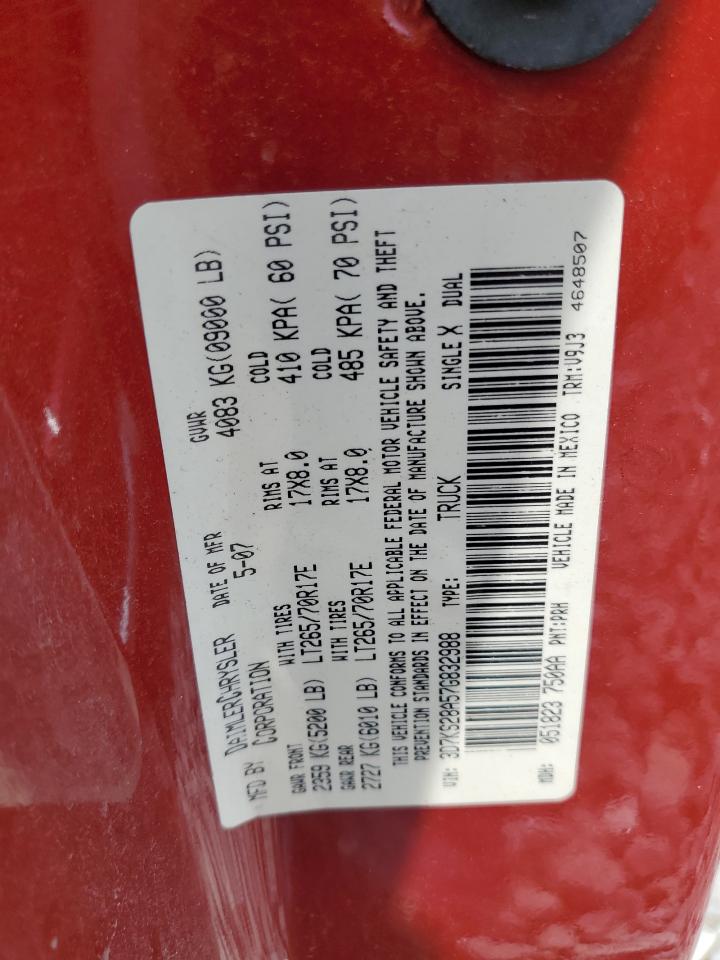 MFD BY DAIMLERCHRYSLER CORPORATION
DATE OF MFR 5-07
GVWR 4083 KG(09000 LB)
GAWR FRONT WITH TIRES RIMS AT COLD
2359 KG(5200 LB) LT265/70R17E 17X8.0 410 KPA( 60 PSI)
GAWR REAR WITH TIRES RIMS AT COLD
2727 KG(6010 LB) LT265/70R17E 17X8.0 485 KPA( 70 PSI)
THIS VEHICLE CONFORMS TO ALL APPLICABLE FEDERAL MOTOR VEHICLE SAFETY AND THEFT
PREVENTION STANDARDS IN EFFECT ON THE DATE OF MANUFACTURE SHOWN ABOVE.
VIN: 3D7KS28A57G832988 TYPE: TRUCK SINGLE X DUAL
MDH: 051823 750AA PNT:PRH VEHICLE MADE IN MEXICO TRM:V9J3 4648507